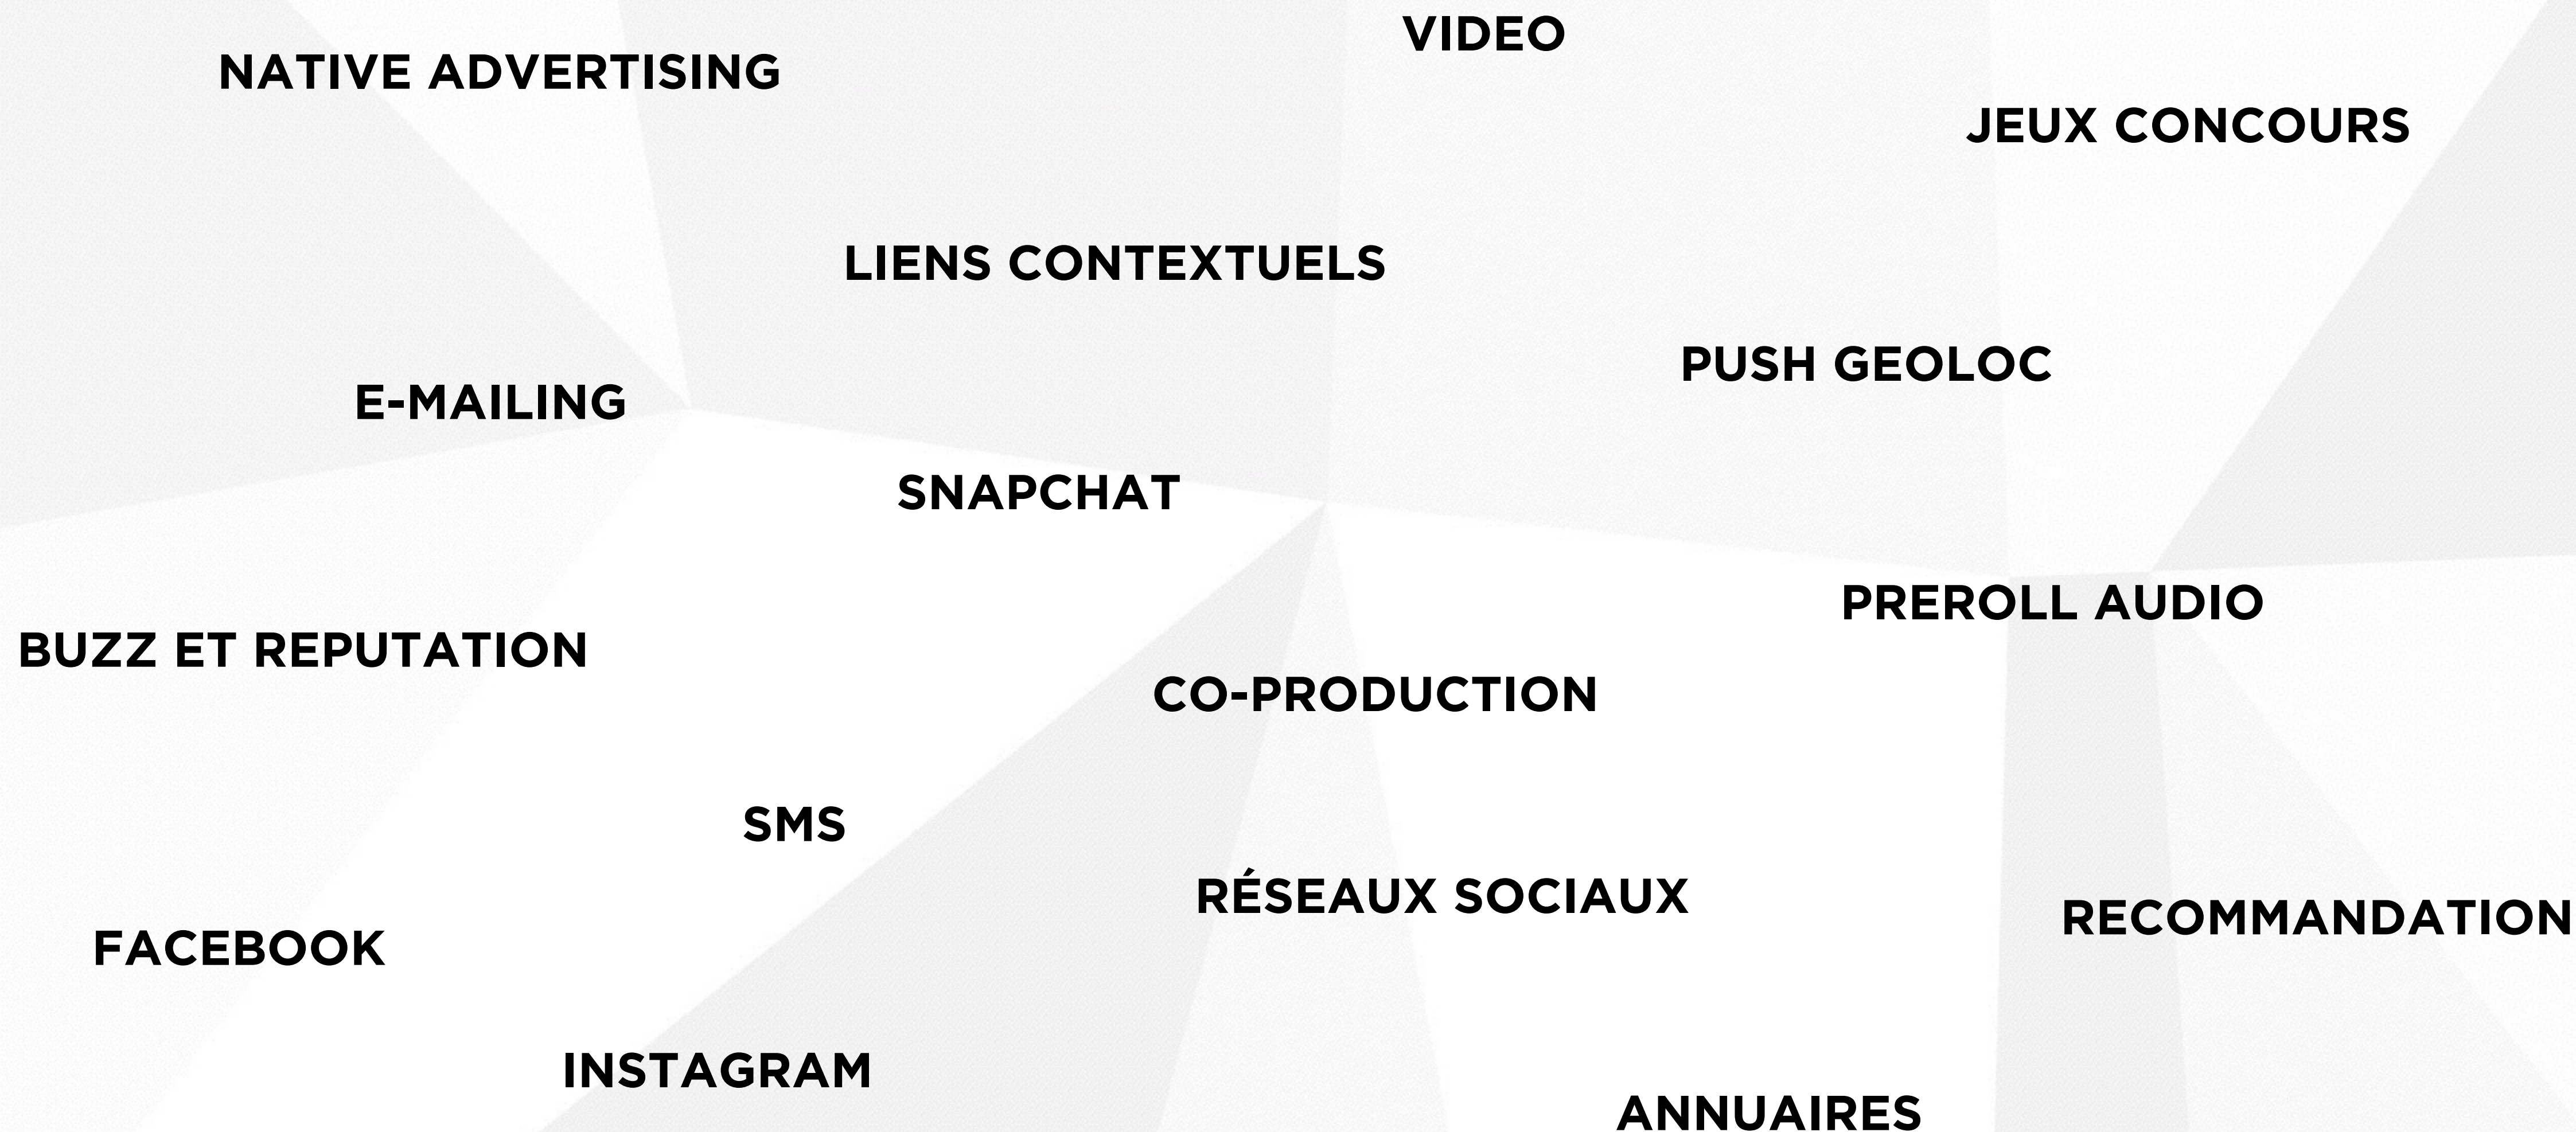 VIDEO
NATIVE ADVERTISING
JEUX CONCOURS
LIENS CONTEXTUELS
PUSH GEOLOC
E-MAILING
SNAPCHAT
PREROLL AUDIO
BUZZ ET REPUTATION
CO-PRODUCTION
SMS
RÉSEAUX SOCIAUX
RECOMMANDATION
FACEBOOK
INSTAGRAM
ANNUAIRES